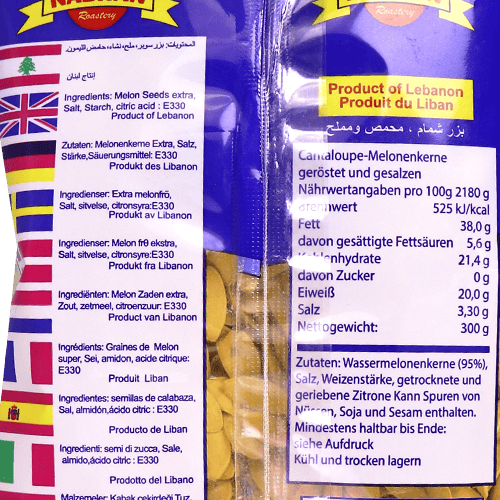 Roastery
المحتويات: بزر سوبر، ملح، نشاء، حامض الليمون.
إنتاج لبنان
Ingredients: Melon Seeds extra,
Salt, Starch, citric acid : E330
Product of Lebanon
Zutaten: Melonenkerne Extra, Salz,
Stärke,Säuerungsmittel: E330
Produkt des Libanon
Ingredienser: Extra melonfrö,
Salt, sitvelse, citronsyra:E330
Produkt av Libanon
Ingredienser: Melon frø ekstra,
Salt, sitvelse, citronsyre:E330
Produkt fra Libanon
Ingrediënten: Melon Zaden extra,
Zout, zetmeel, citroenzuur: E330
Product van Libanon
Ingrédients: Graines de Melon
super, Sei, amidon, acide citrique:
E330
Produit Liban
Ingredientes: semillas de calabaza,
Sal, almidón,ácido citric : E330
Producto de Libano
Ingredienti: semi di zucca, Sale,
almido,ácido citric : E330
Prodotto del Libano
Malzemeler: Kabak çekirdeği Tuz,
Roastery
Product of Lebanon
Produit du Liban
بزر شمام ، محمص ومملح
Cantaloupe-Melonenkerne
geröstet und gesalzen
Nährwertangaben pro 100g 2180 g
Brennwert 525 kJ/kcal
Fett 38,0 g
davon gesättigte Fettsäuren 5,6 g
Kohlenhydrate 21,4 g
davon Zucker 0 g
Eiweiß 20,0 g
Salz 3,30 g
Nettogewicht: 300 g
Zutaten: Wassermelonenkerne (95%),
Salz, Weizenstärke, getrocknete und
geriebene Zitrone Kann Spuren von
Nüssen, Soja und Sesam enthalten.
Mindestens haltbar bis Ende:
siehe Aufdruck
Kühl und trocken lagern